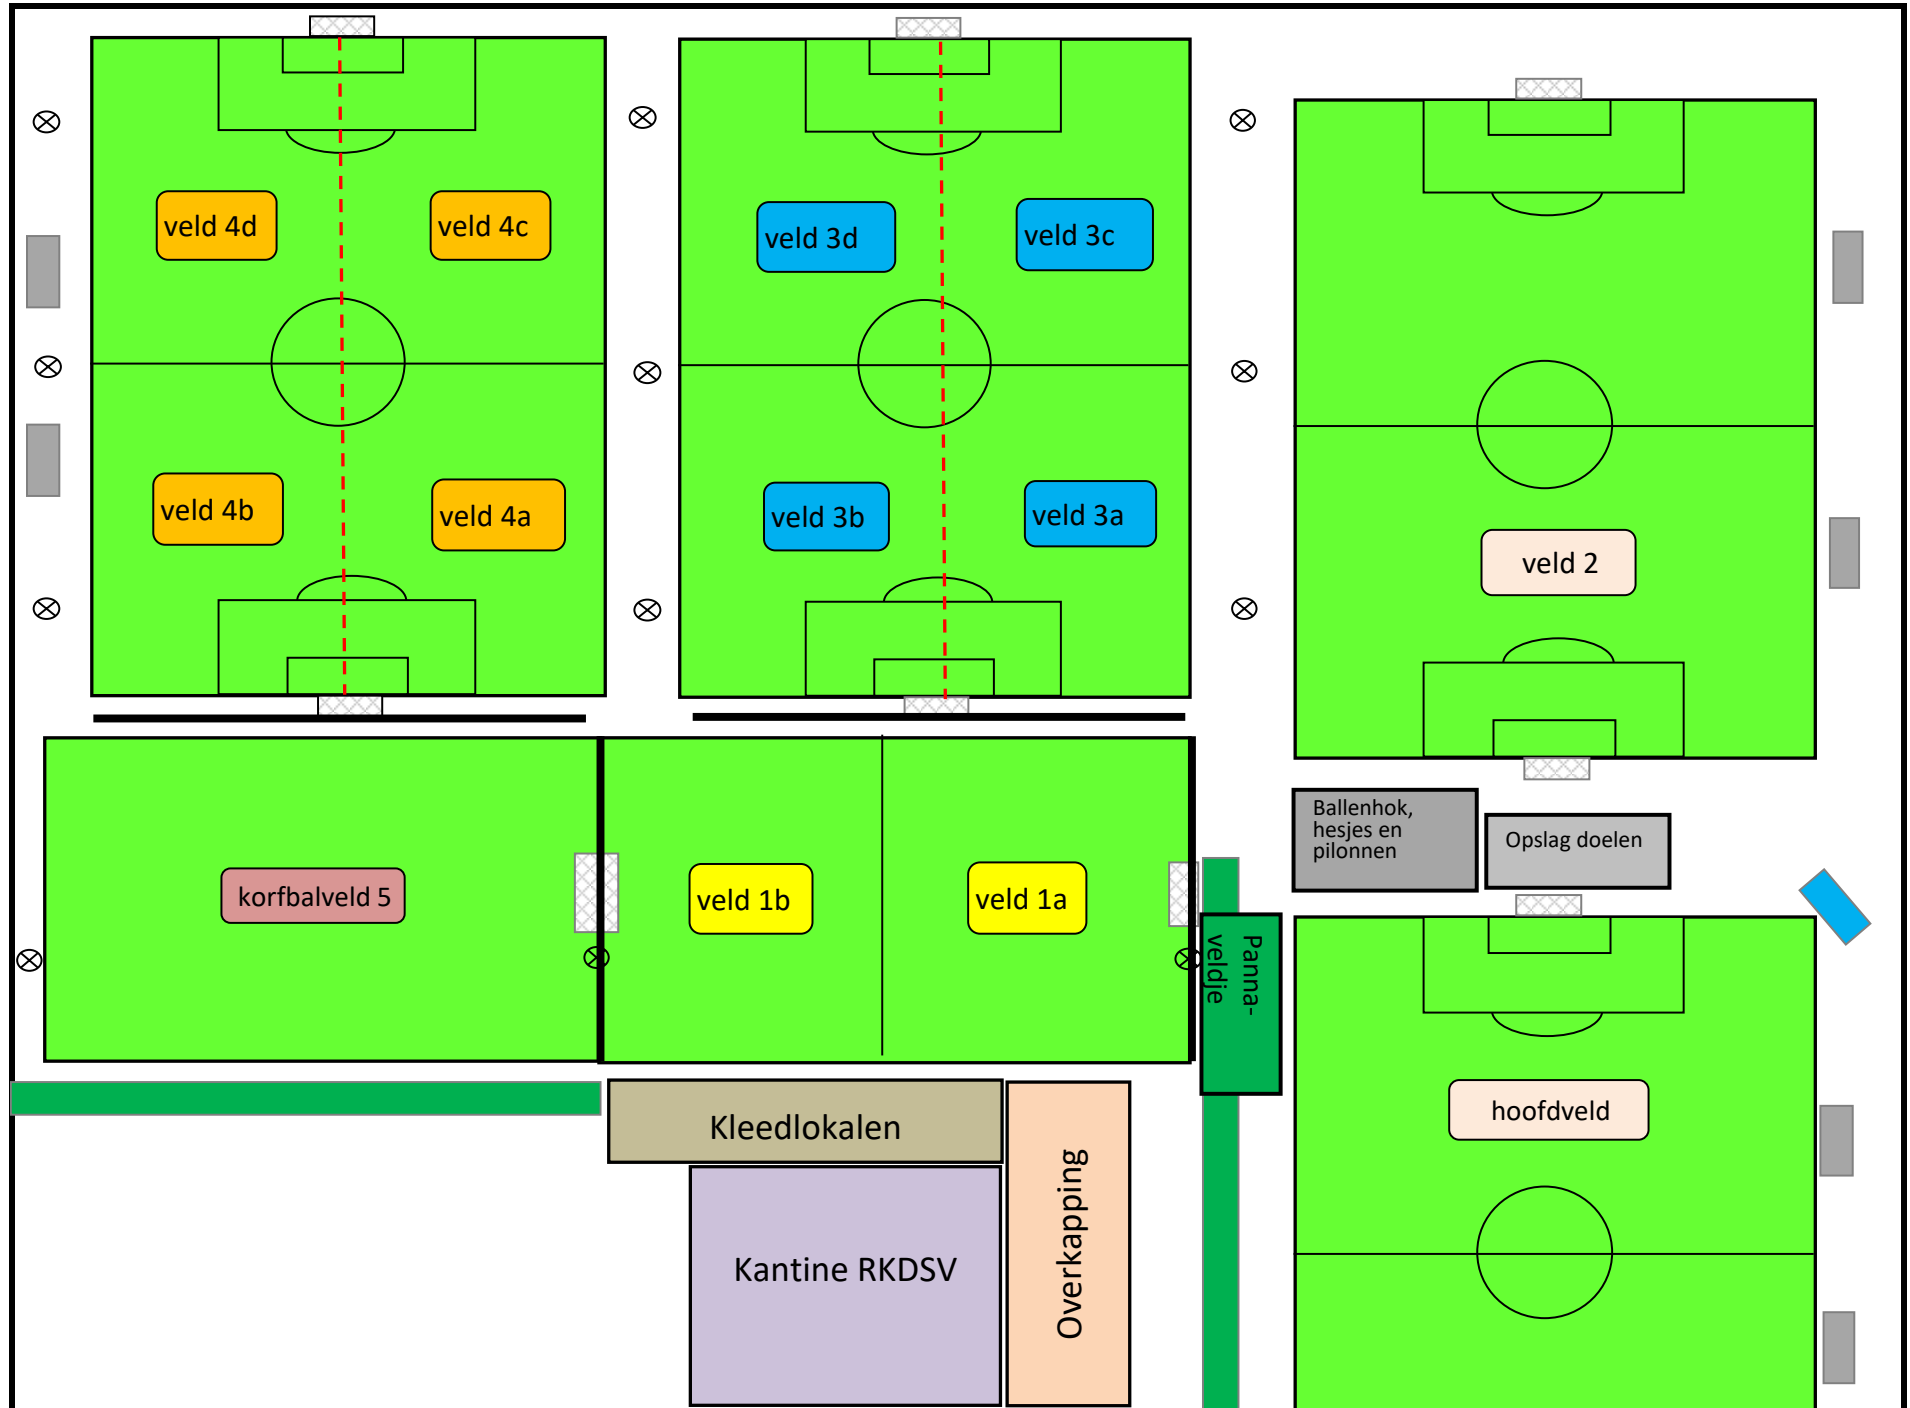 veld 4d
veld 4c
veld 3d
veld 3c
veld 4b
veld 4a
veld 3b
veld 3a
veld 2
Ballenhok,
hesjes en
pilonnen
Opslag doelen
korfbalveld 5
veld 1b
veld 1a
Panna-
veldje
hoofdveld
Kleedlokalen
Overkapping
Kantine RKDSV